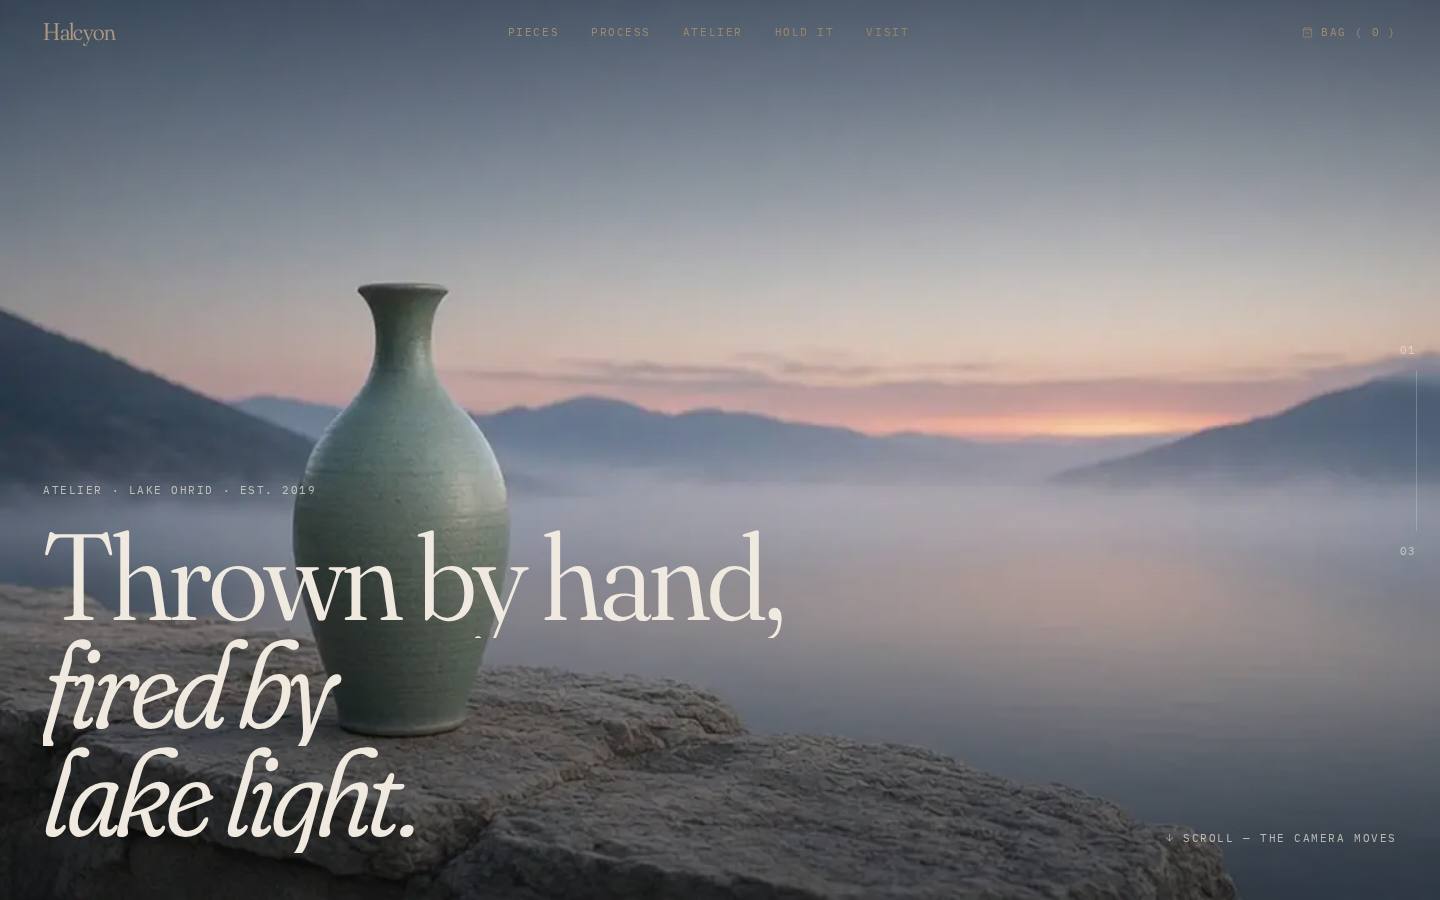 Halcyon
PIECES PROCESS ATELIER HOLD IT VISIT
BAG ( 0 )
01
03
ATELIER · LAKE OHRID · EST. 2019
Thrown by hand,
fired by
lake light.
↓ SCROLL — THE CAMERA MOVES